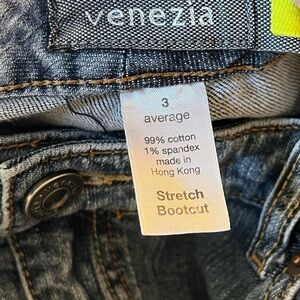 venezia
3
average
99% cotton
1% spandex
made in
Hong Kong
Stretch
Bootcut